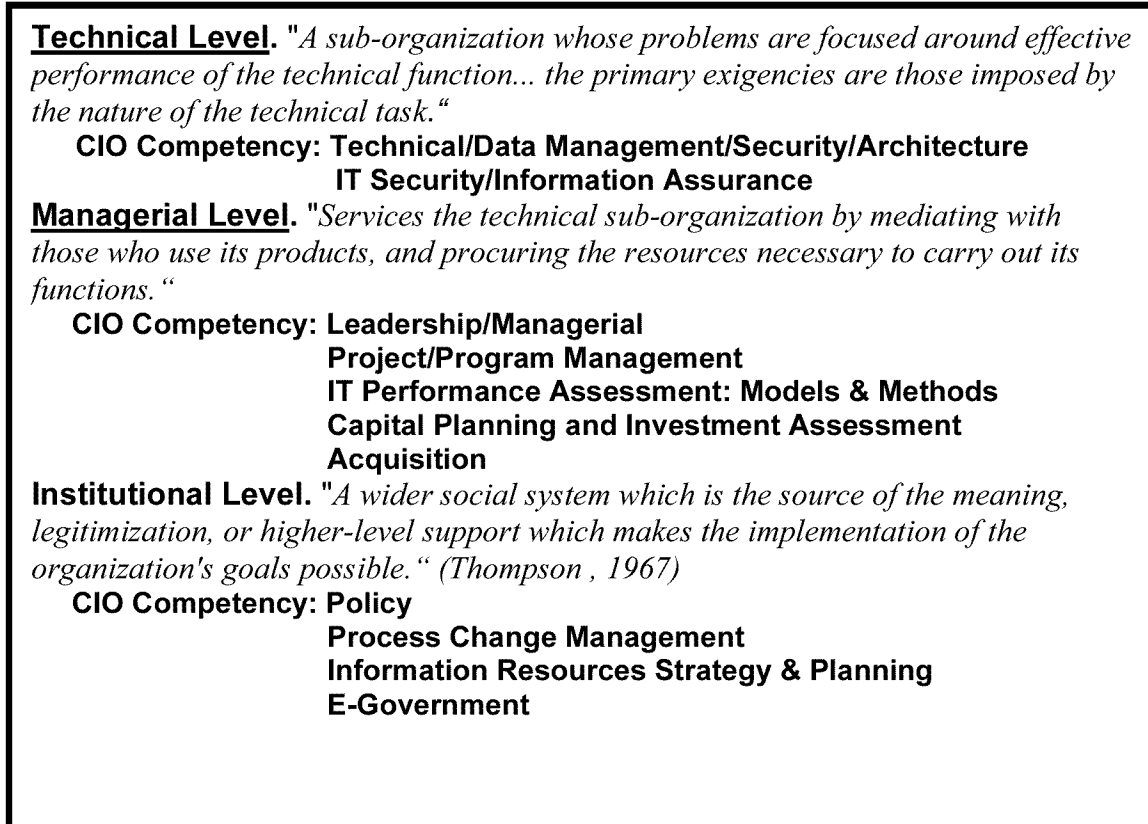 Technical Level. "A sub-organization whose problems are focused around effective
performance of the technical function... the primary exigencies are those imposed by
the nature of the technical task.“
CIO Competency: Technical/Data Management/Security/Architecture
IT Security/Information Assurance
Managerial Level. "Services the technical sub-organization by mediating with
those who use its products, and procuring the resources necessary to carry out its
functions.“
CIO Competency: Leadership/Managerial
Project/Program Management
IT Performance Assessment: Models & Methods
Capital Planning and Investment Assessment
Acquisition
Institutional Level. "A wider social system which is the source of the meaning,
legitimization, or higher-level support which makes the implementation of the
organization's goals possible.“ (Thompson , 1967)
CIO Competency: Policy
Process Change Management
Information Resources Strategy & Planning
E-Government